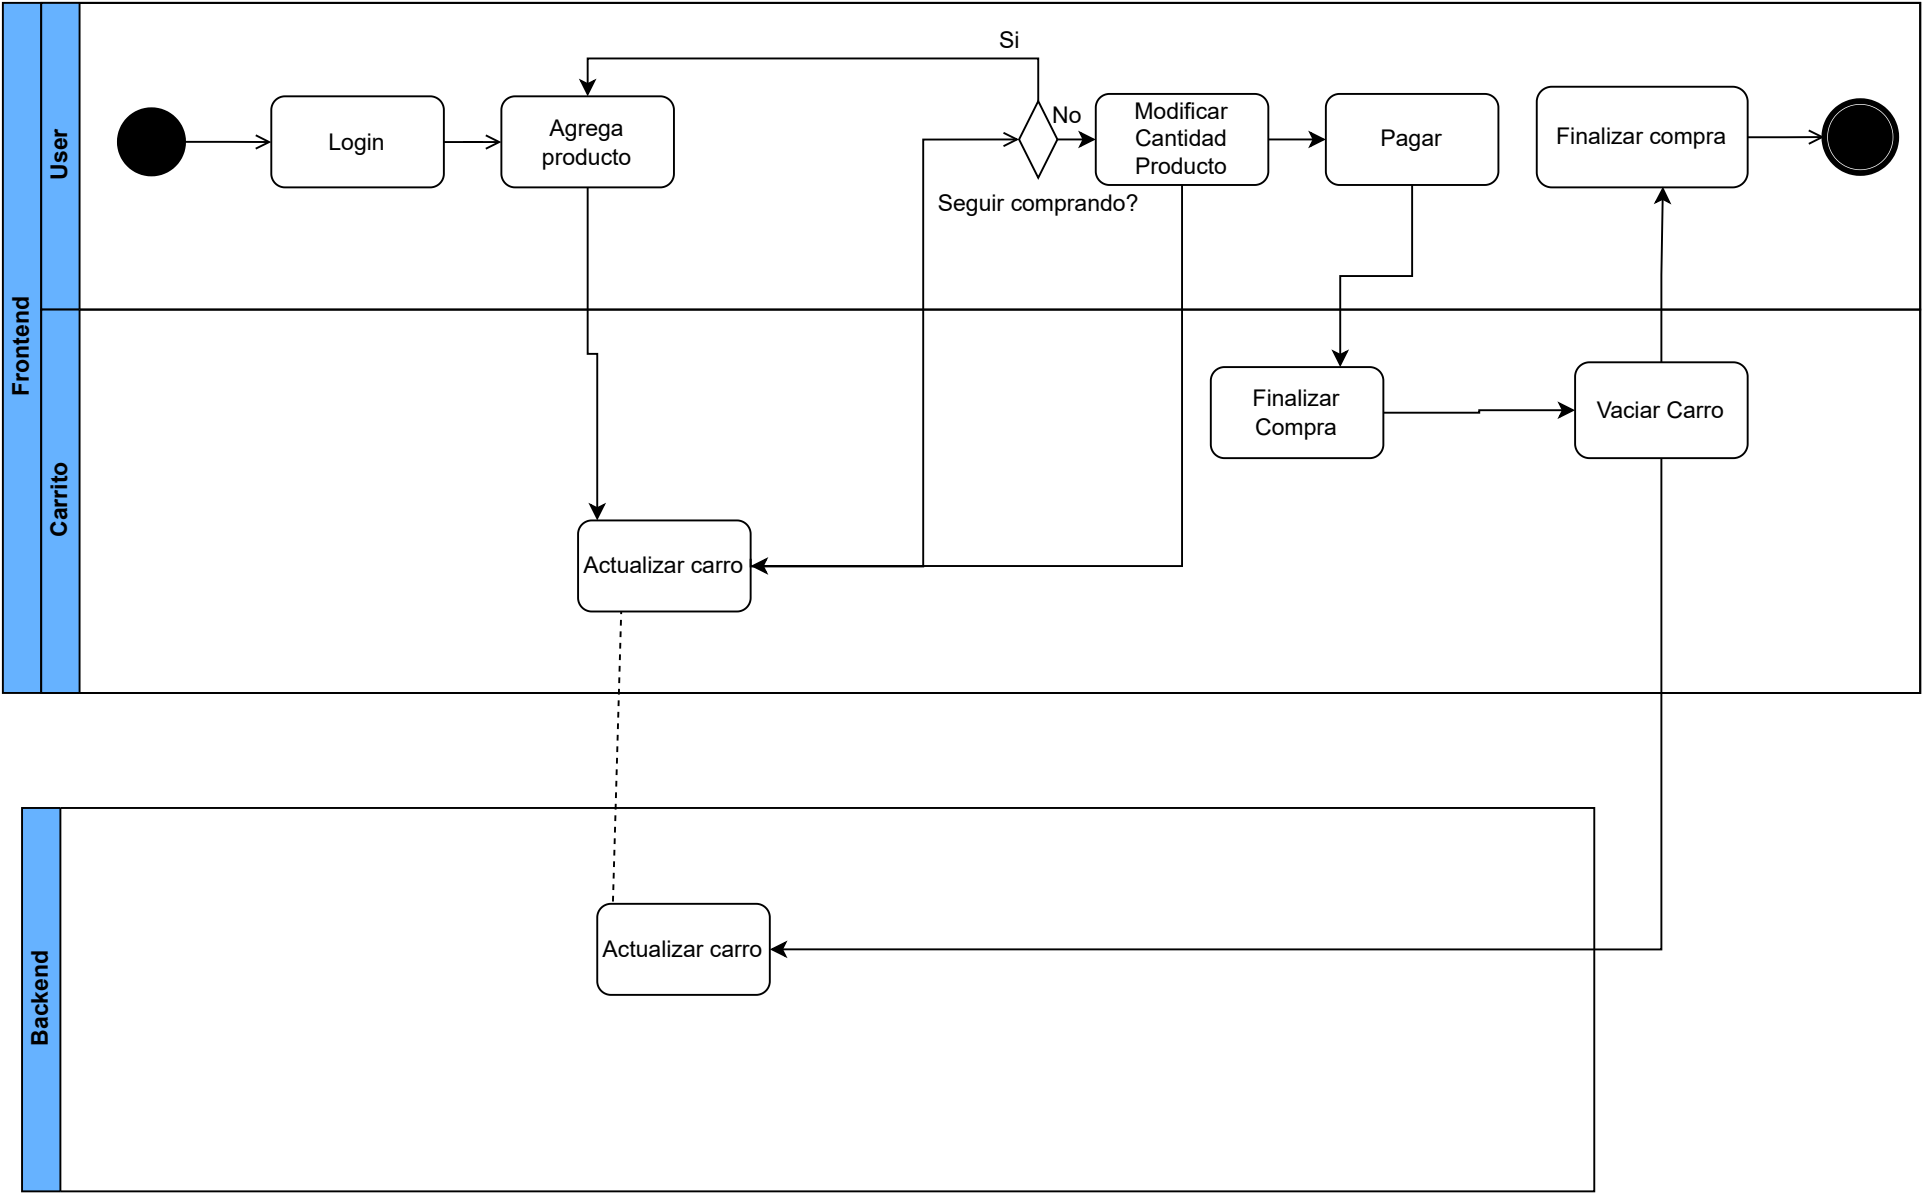 Frontend
User
Carrito
Si
Login
Agrega
producto
No
Modificar
Cantidad
Producto
Pagar
Finalizar compra
Seguir comprando?
Finalizar
Compra
Vaciar Carro
Actualizar carro
Backend
Actualizar carro